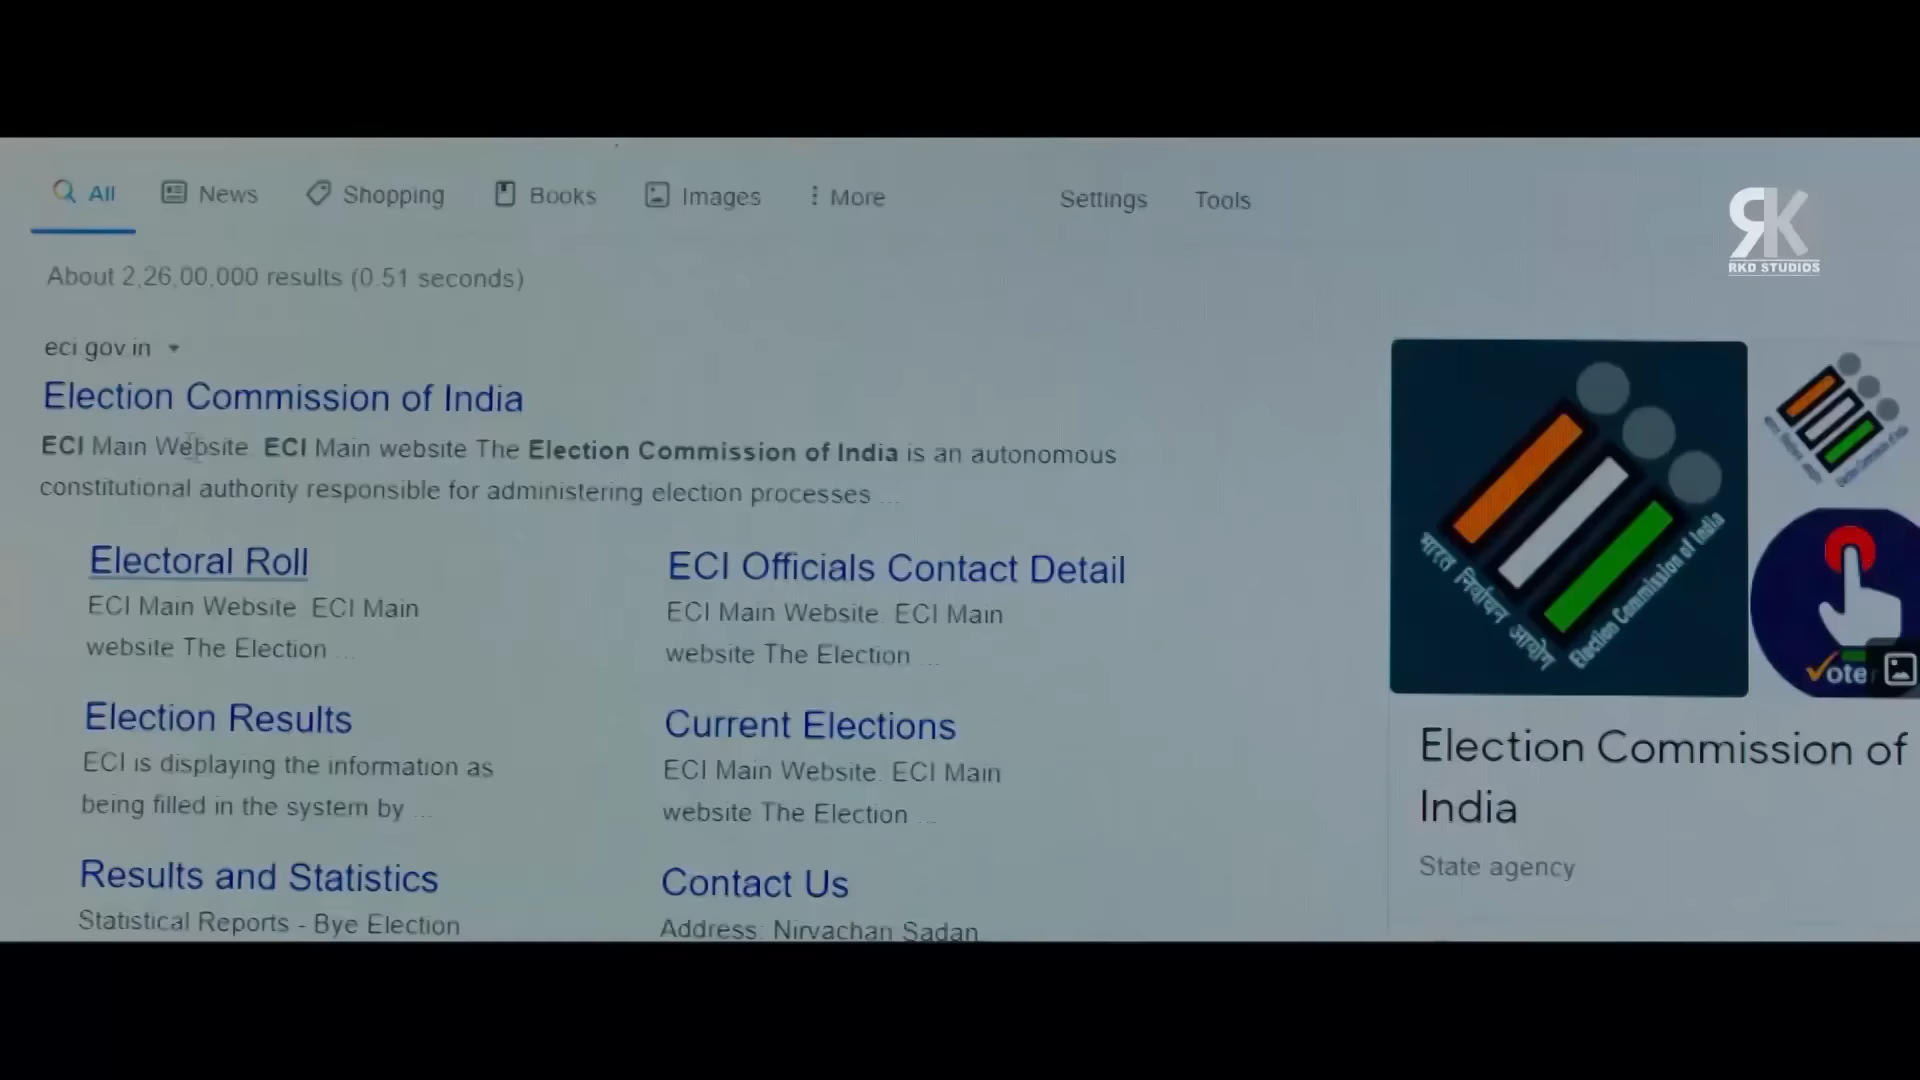 All News Shopping Books Images More Settings Tools
RK
RKD STUDIOS
About 2,26,00,000 results (0.51 seconds)
eci.gov.in
Election Commission of India
ECI Main Website. ECI Main website The Election Commission of India is an autonomous
constitutional authority responsible for administering election processes ...
Electoral Roll
ECI Main Website. ECI Main
website The Election ...
ECI Officials Contact Detail
ECI Main Website. ECI Main
website The Election ...
Election Results
ECI is displaying the information as
being filled in the system by ...
Current Elections
ECI Main Website. ECI Main
website The Election ...
Results and Statistics
Statistical Reports - Bye Election
Contact Us
Address: Nirvachan Sadan
भारत निर्वाचन आयोग
Election Commission of India
Vote
Election Commission of
India
State agency